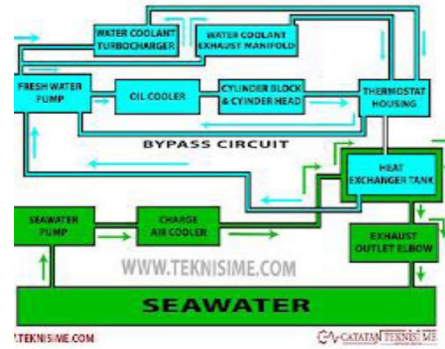 WATER COOLANT
TURBOCHARGER
WATER COOLANT
EXHAUST MANIFOLD
FRESH WATER
PUMP
OIL COOLER
CYLINDER BLOCK
& CYINDER HEAD
THERMOSTAT
HOUSING
BYPASS CIRCUIT
HEAT
EXCHANGER TANK
SEAWATER
PUMP
CHARGE
AIR COOLER
EXHAUST
OUTLET ELBOW
WWW.TEKNISIME.COM
SEAWATER
.TEKNISIME.COM
CATATAN TEKNISI ME